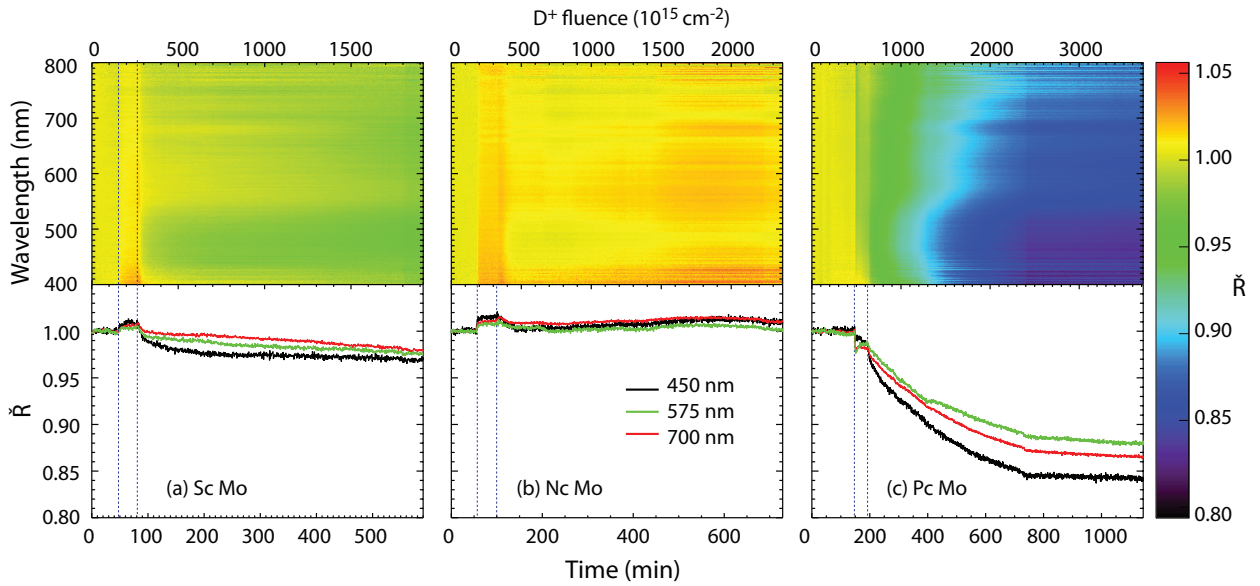 D⁺ fluence (10¹⁵ cm⁻²)
0 500 1000 1500
0 500 1000 1500 2000
0 1000 2000 3000
Wavelength (nm)
800
700
600
500
400
1.05
1.00
0.95
0.90
0.85
0.80
Ř
Ř
1.00
0.95
0.90
0.85
0.80
450 nm
575 nm
700 nm
(a) Sc Mo
(b) Nc Mo
(c) Pc Mo
0 100 200 300 400 500
0 200 400 600
0 200 400 600 800 1000
Time (min)